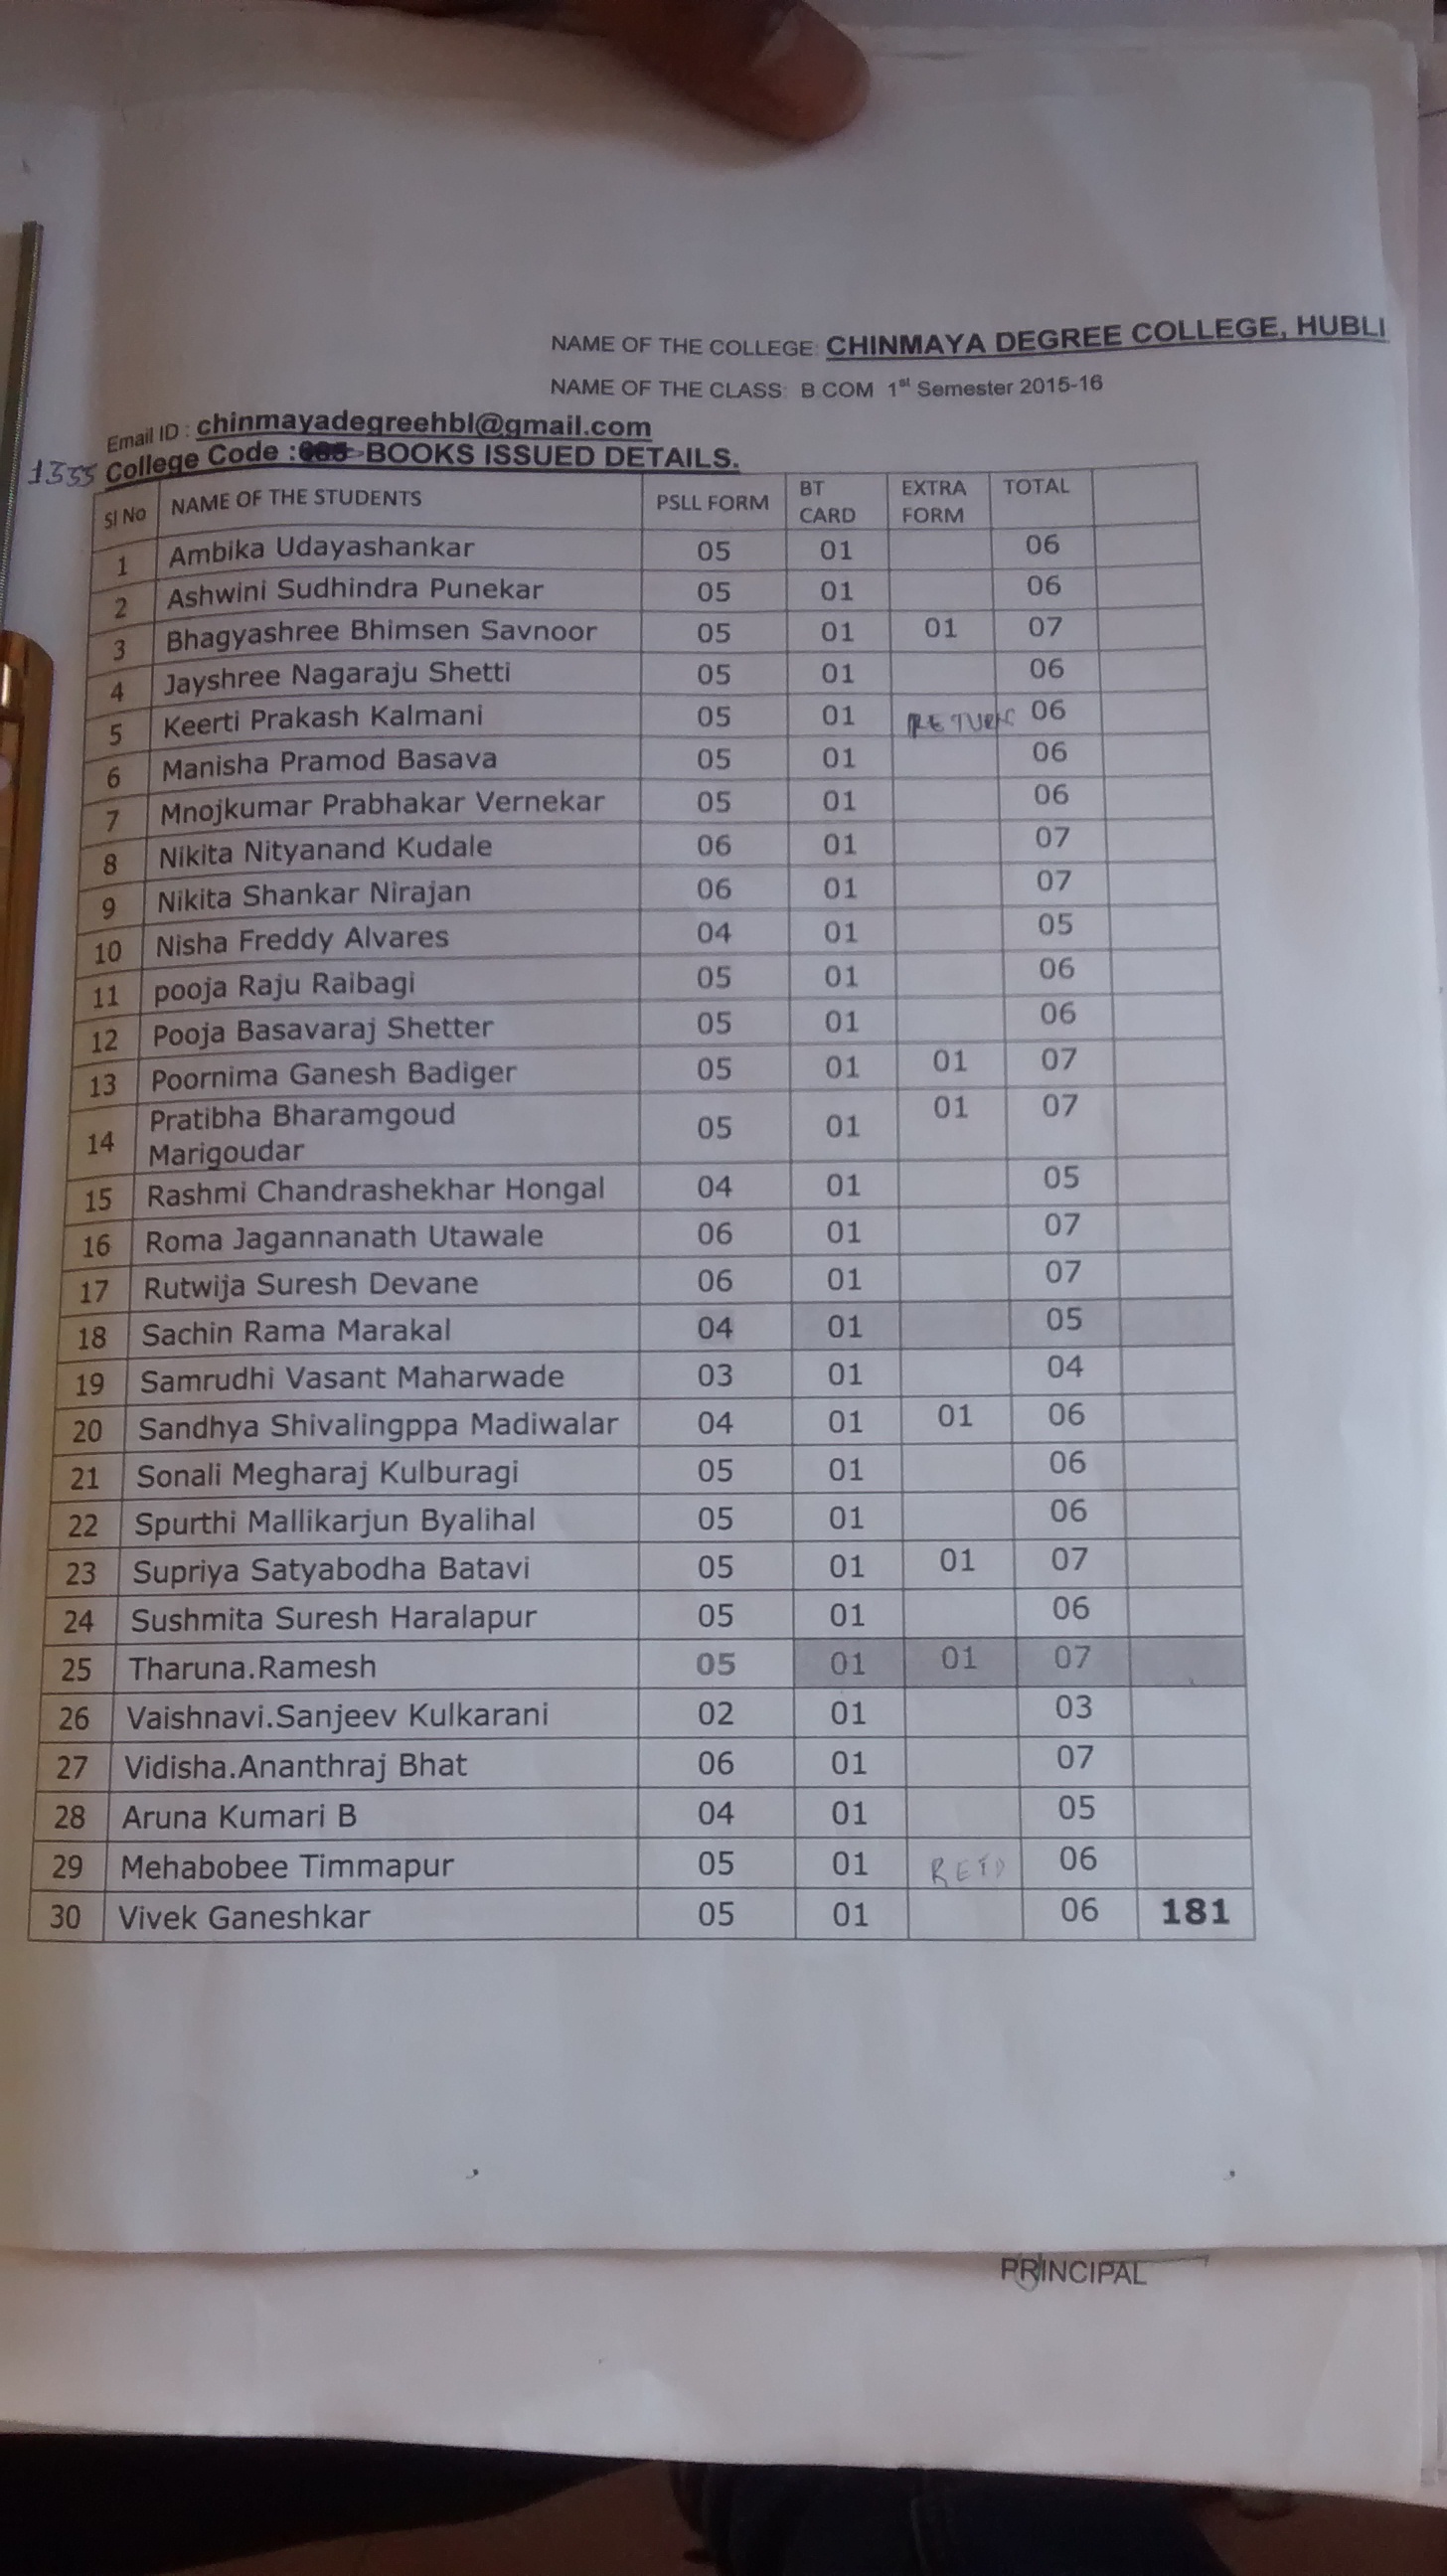 NAME OF THE COLLEGE: CHINMAYA DEGREE COLLEGE, HUBLI
NAME OF THE CLASS: B.COM 1st Semester 2015-16
Email ID : chinmayadegreehbl@gmail.com
1335 College Code : BOOKS ISSUED DETAILS.
Sl No NAME OF THE STUDENTS PSLL FORM BT CARD EXTRA FORM TOTAL
1 Ambika Udayashankar 05 01 06
2 Ashwini Sudhindra Punekar 05 01 06
3 Bhagyashree Bhimsen Savnoor 05 01 01 07
4 Jayshree Nagaraju Shetti 05 01 06
5 Keerti Prakash Kalmani 05 01 06
6 Manisha Pramod Basava 05 01 06
7 Mnojkumar Prabhakar Vernekar 05 01 06
8 Nikita Nityanand Kudale 06 01 07
9 Nikita Shankar Nirajan 06 01 07
10 Nisha Freddy Alvares 04 01 05
11 pooja Raju Raibagi 05 01 06
12 Pooja Basavaraj Shetter 05 01 06
13 Poornima Ganesh Badiger 05 01 01 07
14 Pratibha Bharamgoud Marigoudar 05 01 01 07
15 Rashmi Chandrashekhar Hongal 04 01 05
16 Roma Jagannanath Utawale 06 01 07
17 Rutwija Suresh Devane 06 01 07
18 Sachin Rama Marakal 04 01 05
19 Samrudhi Vasant Maharwade 03 01 04
20 Sandhya Shivalingppa Madiwalar 04 01 01 06
21 Sonali Megharaj Kulburagi 05 01 06
22 Spurthi Mallikarjun Byalihal 05 01 06
23 Supriya Satyabodha Batavi 05 01 01 07
24 Sushmita Suresh Haralapur 05 01 06
25 Tharuna.Ramesh 05 01 01 07
26 Vaishnavi.Sanjeev Kulkarani 02 01 03
27 Vidisha.Ananthraj Bhat 06 01 07
28 Aruna Kumari B 04 01 05
29 Mehabobee Timmapur 05 01 06
30 Vivek Ganeshkar 05 01 06 181
PRINCIPAL